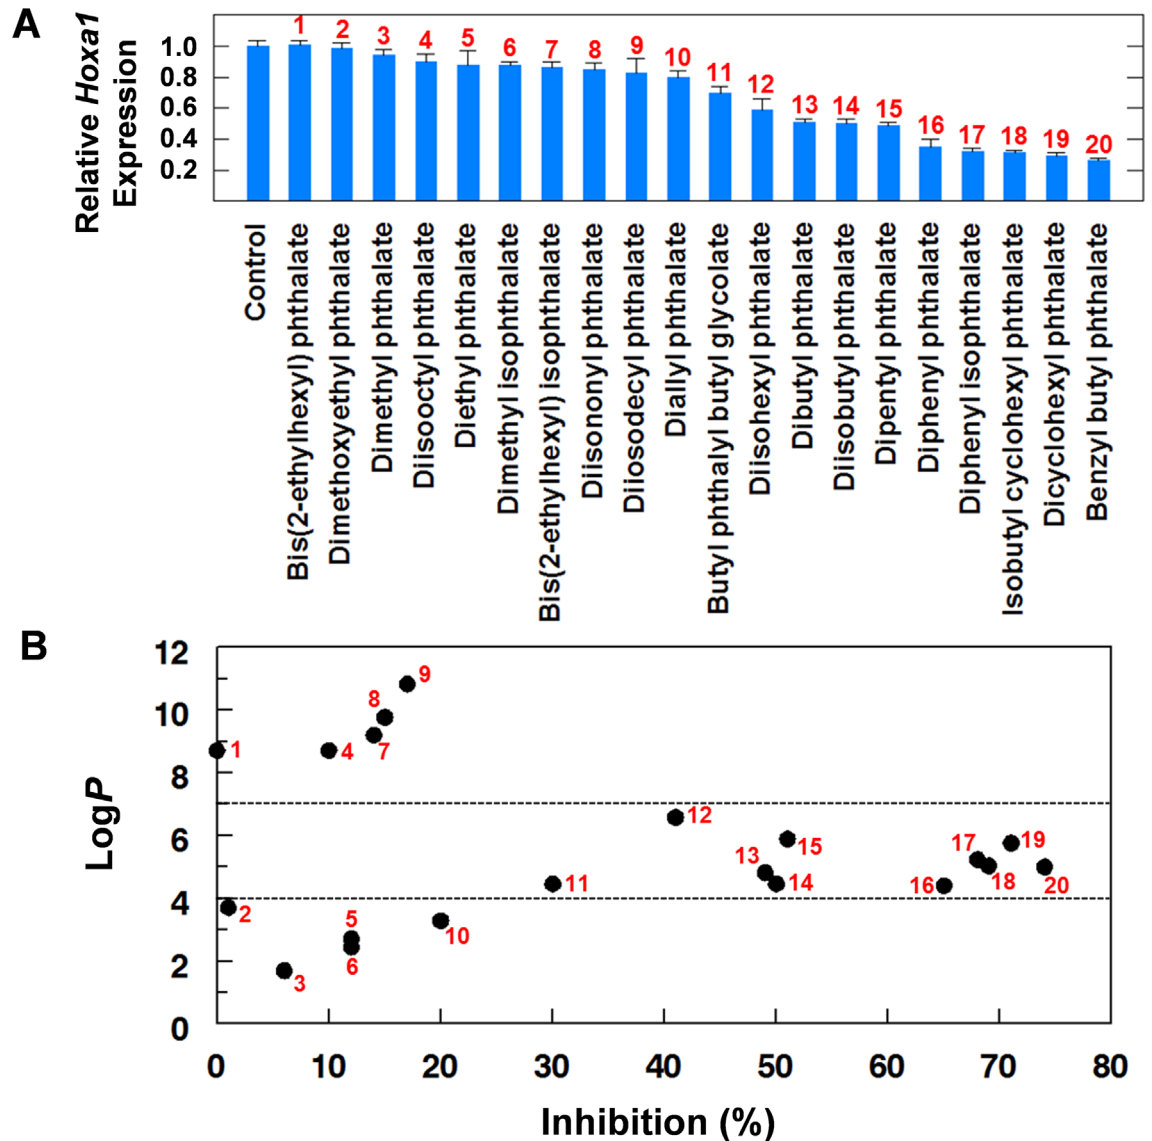 A
Relative Hoxa1
Expression
1.0
0.8
0.6
0.4
0.2
1
2
3
4
5
6
7
8
9
10
11
12
13
14
15
16
17
18
19
20
Control
Bis(2-ethylhexyl) phthalate
Dimethoxyethyl phthalate
Dimethyl phthalate
Diisooctyl phthalate
Diethyl phthalate
Dimethyl isophthalate
Bis(2-ethylhexyl) isophthalate
Diisononyl phthalate
Diiosodecyl phthalate
Diallyl phthalate
Butyl phthalyl butyl glycolate
Diisohexyl phthalate
Dibutyl phthalate
Diisobutyl phthalate
Dipentyl phthalate
Diphenyl phthalate
Diphenyl isophthalate
Isobutyl cyclohexyl phthalate
Dicyclohexyl phthalate
Benzyl butyl phthalate
B
LogP
12
10
8
6
4
2
0
9
8
7
4
1
12
15
13
14
11
17
19
16
18
20
2
5
10
6
3
0
10
20
30
40
50
60
70
80
Inhibition (%)